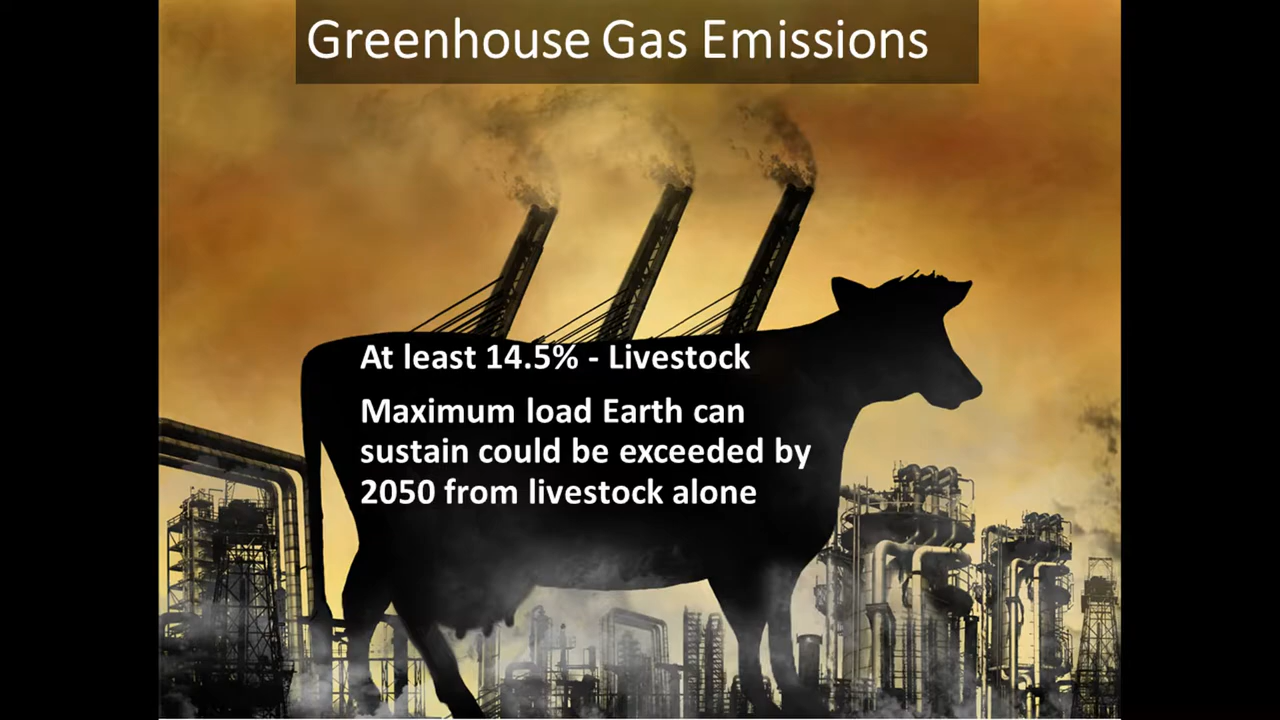 Greenhouse Gas Emissions
At least 14.5% - Livestock
Maximum load Earth can
sustain could be exceeded by
2050 from livestock alone